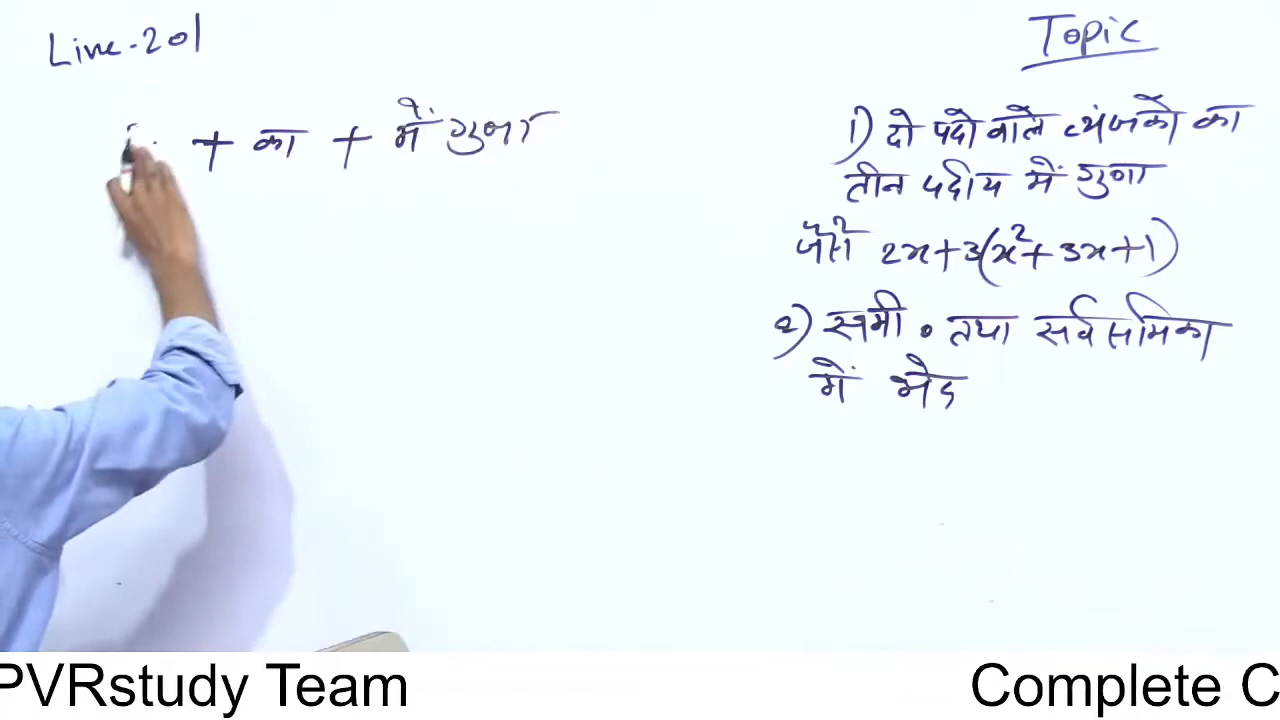 Line-201
+ का + में गुणा
Topic
1) दो पदो वाले व्यंजको का
तीन पदीय में गुणा
जैसे 2x+3(x²+3x+1)
2) समी० तथा सर्वसमिका
में भेद
PVRstudy Team
Complete C